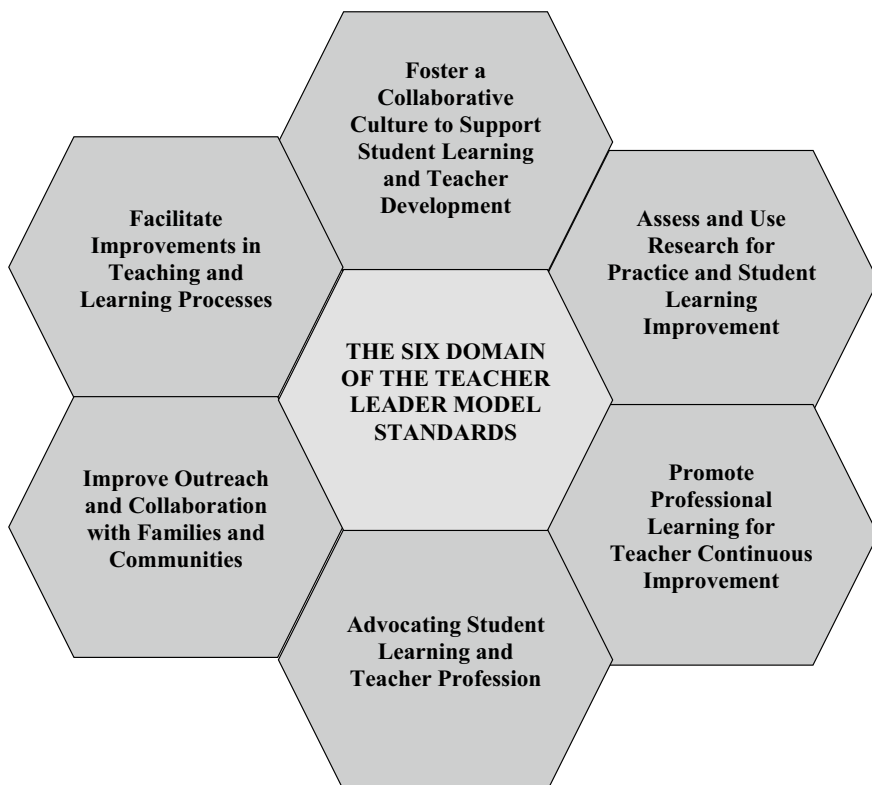 Foster a
Collaborative
Culture to Support
Student Learning
and Teacher
Development
Facilitate
Improvements in
Teaching and
Learning Processes
Assess and Use
Research for
Practice and Student
Learning
Improvement
THE SIX DOMAIN
OF THE TEACHER
LEADER MODEL
STANDARDS
Improve Outreach
and Collaboration
with Families and
Communities
Promote
Professional
Learning for
Teacher Continuous
Improvement
Advocating Student
Learning and
Teacher Profession